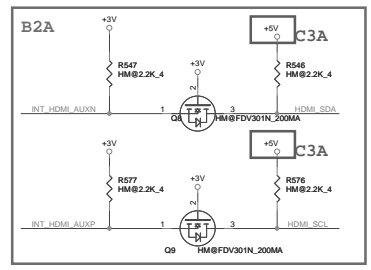 B2A
+3V
+5V
C3A
R547
HM@2.2K_4
+3V
R546
HM@2.2K_4
2
INT_HDMI_AUXN
1
3
HDMI_SDA
Q8
HM@FDV301N_200MA
+3V
+5V
C3A
R577
HM@2.2K_4
+3V
R576
HM@2.2K_4
2
INT_HDMI_AUXP
1
3
HDMI_SCL
Q9
HM@FDV301N_200MA